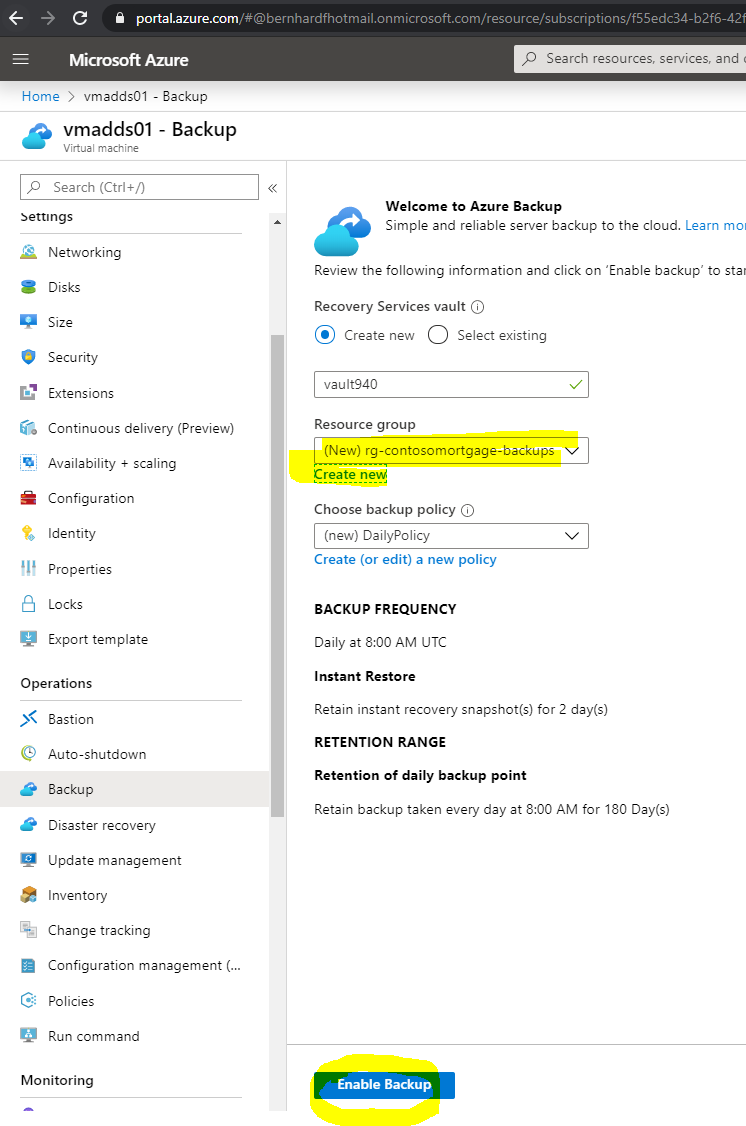 portal.azure.com/#@bernhardfhotmail.onmicrosoft.com/resource/subscriptions/f55edc34-b2f6-42f
Microsoft Azure
Search resources, services, and
Home > vmadds01 - Backup
vmadds01 - Backup
Virtual machine
Search (Ctrl+/)
«
Settings
Networking
Disks
Size
Security
Extensions
Continuous delivery (Preview)
Availability + scaling
Configuration
Identity
Properties
Locks
Export template
Operations
Bastion
Auto-shutdown
Backup
Disaster recovery
Update management
Inventory
Change tracking
Configuration management (...
Policies
Run command
Monitoring
Welcome to Azure Backup
Simple and reliable server backup to the cloud. Learn mor
Review the following information and click on 'Enable backup' to star
Recovery Services vault
Create new Select existing
vault940
Resource group
(New) rg-contosomortgage-backups
Create new
Choose backup policy
(new) DailyPolicy
Create (or edit) a new policy
BACKUP FREQUENCY
Daily at 8:00 AM UTC
Instant Restore
Retain instant recovery snapshot(s) for 2 day(s)
RETENTION RANGE
Retention of daily backup point
Retain backup taken every day at 8:00 AM for 180 Day(s)
Enable Backup